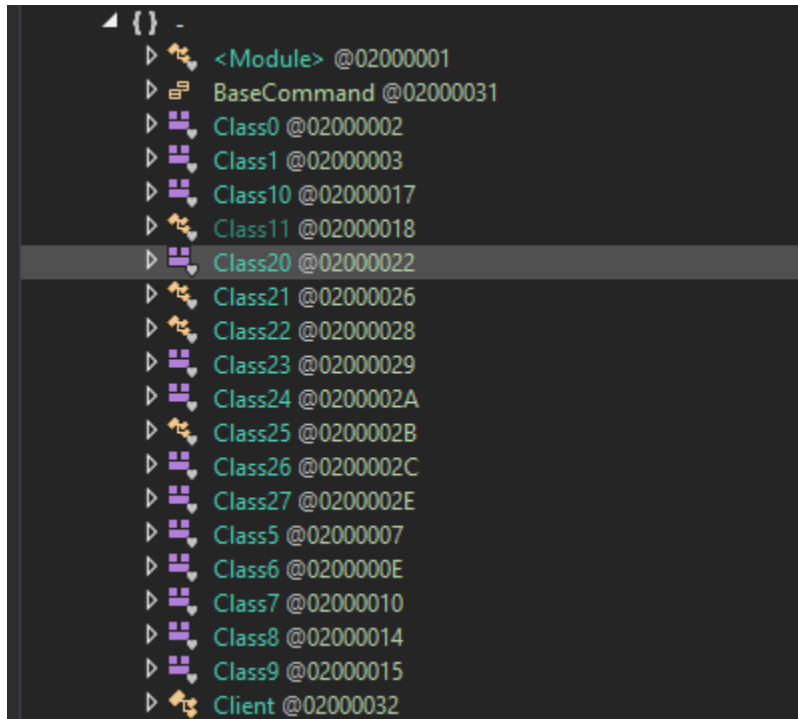 { } -
<Module> @02000001
BaseCommand @02000031
Class0 @02000002
Class1 @02000003
Class10 @02000017
Class11 @02000018
Class20 @02000022
Class21 @02000026
Class22 @02000028
Class23 @02000029
Class24 @0200002A
Class25 @0200002B
Class26 @0200002C
Class27 @0200002E
Class5 @02000007
Class6 @0200000E
Class7 @02000010
Class8 @02000014
Class9 @02000015
Client @02000032